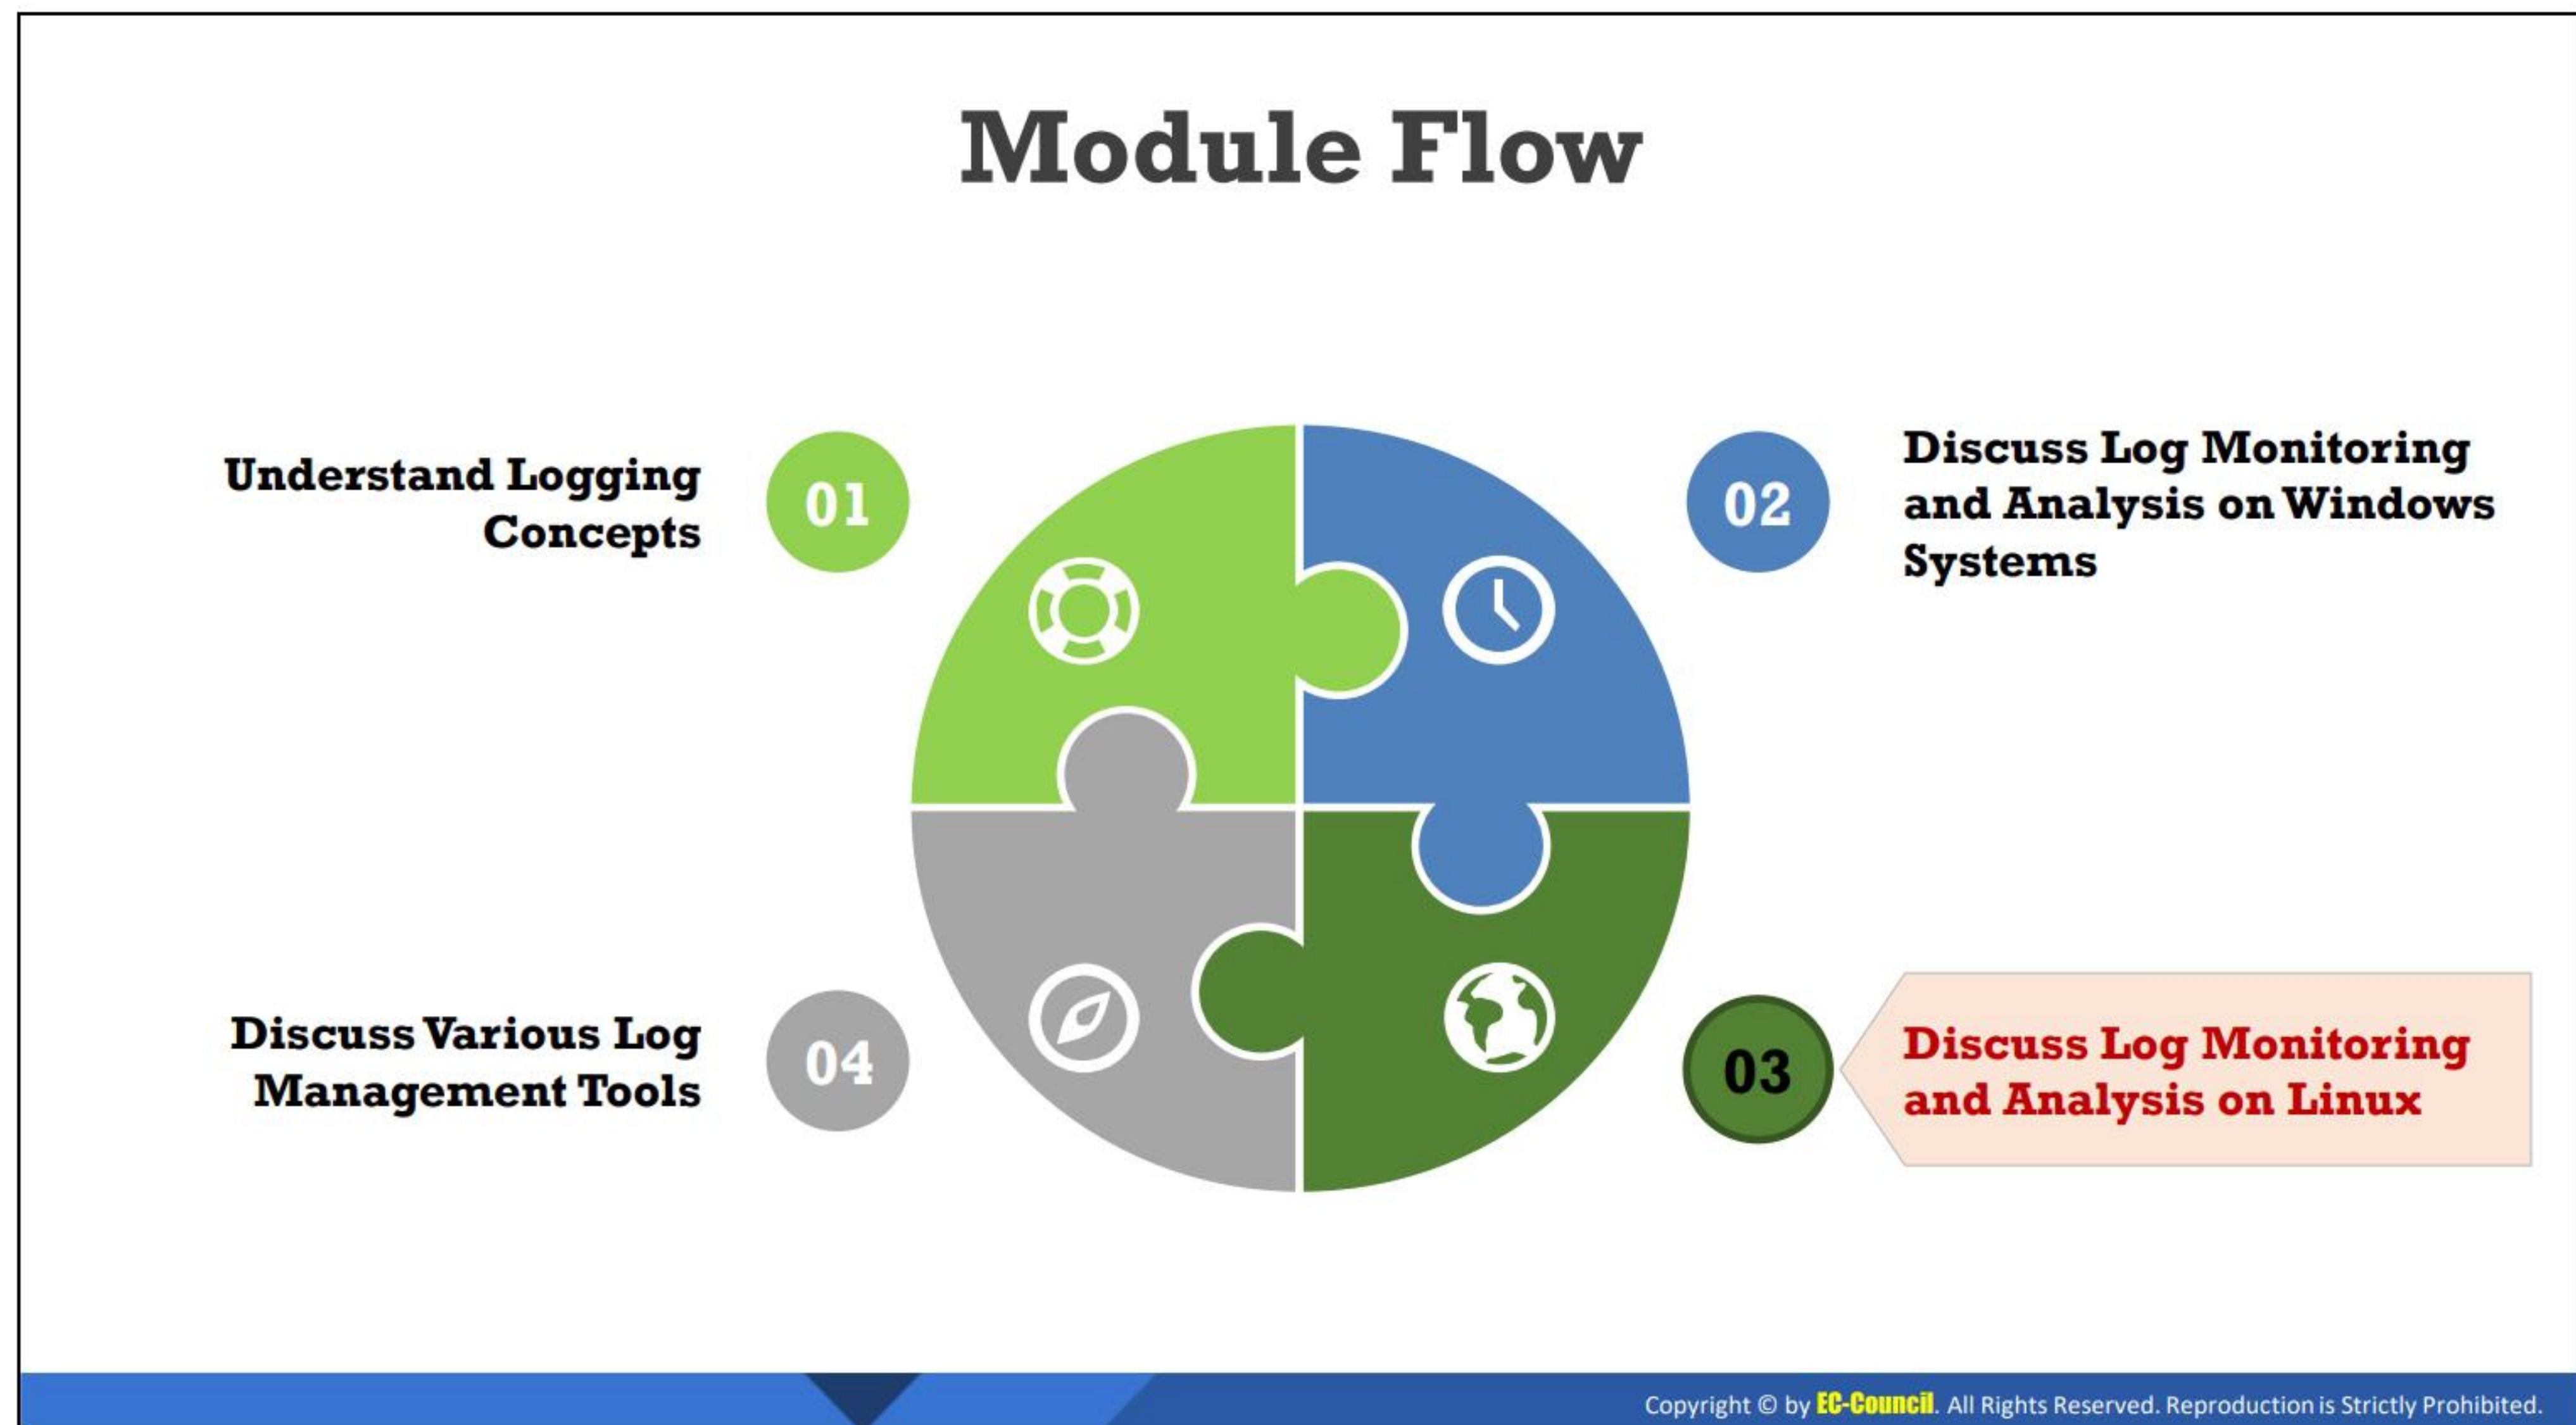 Module Flow
Understand Logging
Concepts
01
02
Discuss Log Monitoring
and Analysis on Windows
Systems
Discuss Various Log
Management Tools
04
03
Discuss Log Monitoring
and Analysis on Linux
Copyright © by EC-Council. All Rights Reserved. Reproduction is Strictly Prohibited.